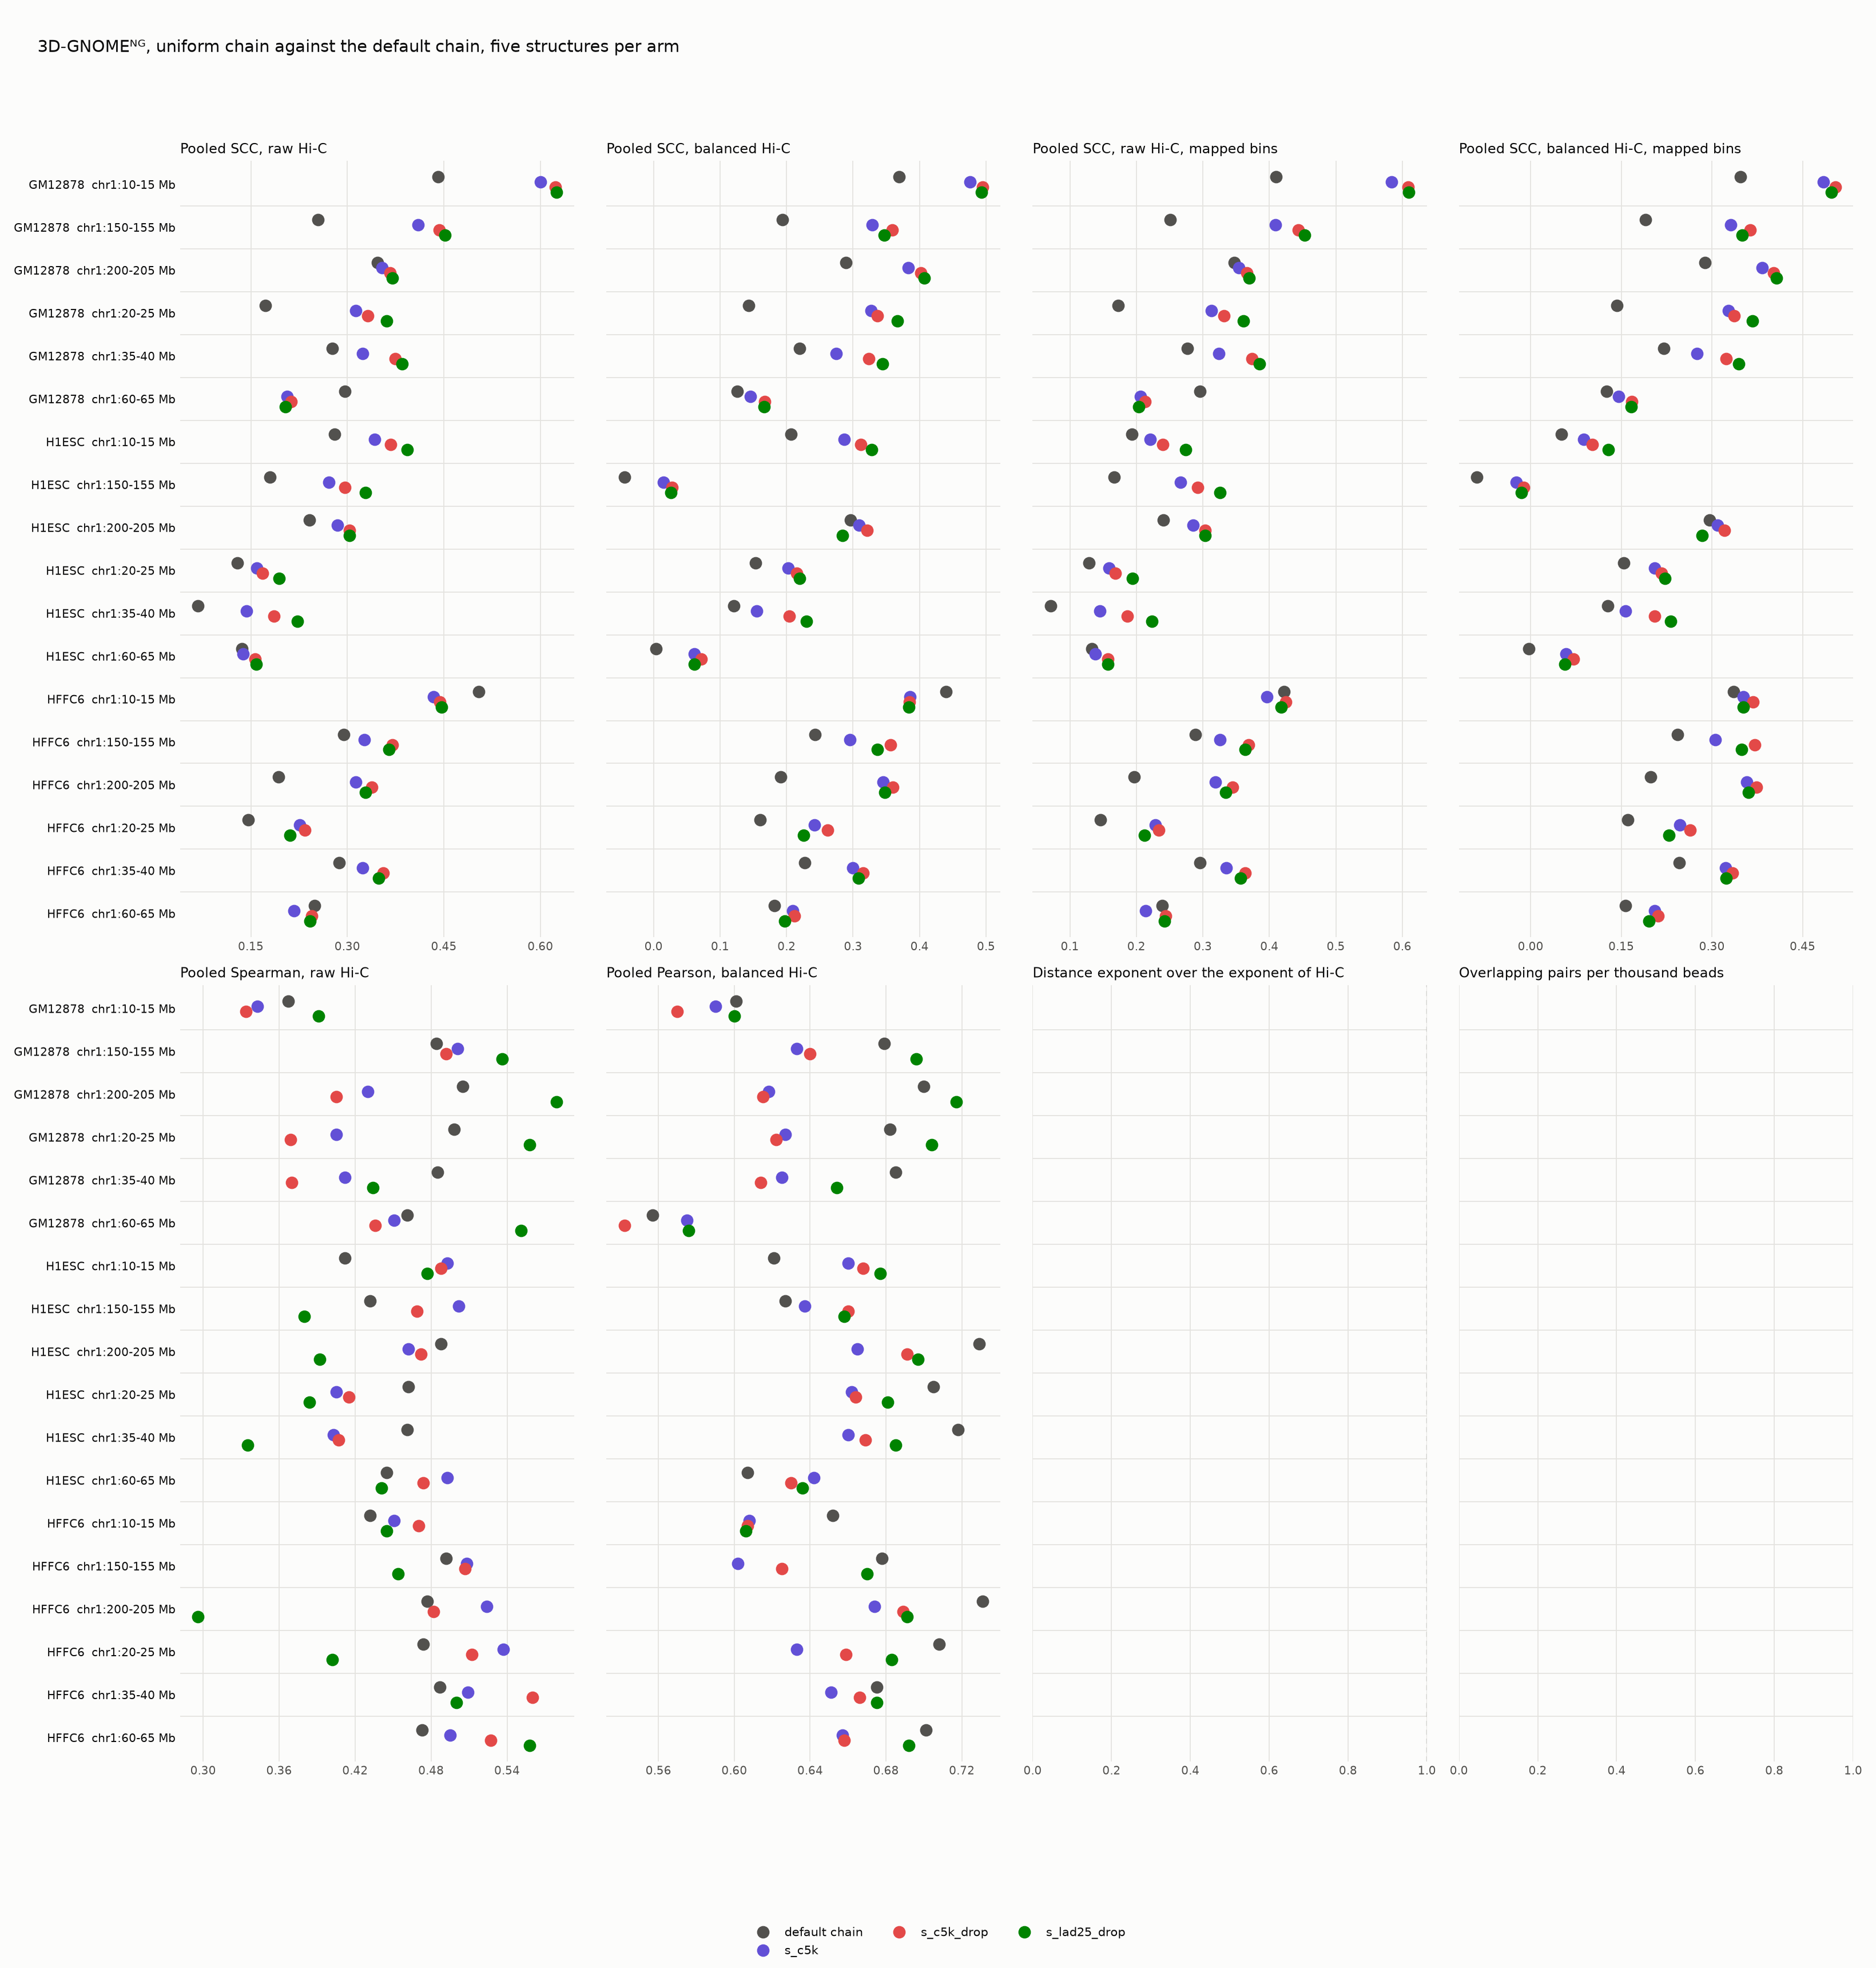 3D-GNOMEᴺᴳ, uniform chain against the default chain, five structures per arm
Pooled SCC, raw Hi-C
Pooled SCC, balanced Hi-C
Pooled SCC, raw Hi-C, mapped bins
Pooled SCC, balanced Hi-C, mapped bins
GM12878 chr1:10-15 Mb
GM12878 chr1:150-155 Mb
GM12878 chr1:200-205 Mb
GM12878 chr1:20-25 Mb
GM12878 chr1:35-40 Mb
GM12878 chr1:60-65 Mb
H1ESC chr1:10-15 Mb
H1ESC chr1:150-155 Mb
H1ESC chr1:200-205 Mb
H1ESC chr1:20-25 Mb
H1ESC chr1:35-40 Mb
H1ESC chr1:60-65 Mb
HFFC6 chr1:10-15 Mb
HFFC6 chr1:150-155 Mb
HFFC6 chr1:200-205 Mb
HFFC6 chr1:20-25 Mb
HFFC6 chr1:35-40 Mb
HFFC6 chr1:60-65 Mb
0.15 0.30 0.45 0.60
0.0 0.1 0.2 0.3 0.4 0.5
0.1 0.2 0.3 0.4 0.5 0.6
0.00 0.15 0.30 0.45
Pooled Spearman, raw Hi-C
Pooled Pearson, balanced Hi-C
Distance exponent over the exponent of Hi-C
Overlapping pairs per thousand beads
GM12878 chr1:10-15 Mb
GM12878 chr1:150-155 Mb
GM12878 chr1:200-205 Mb
GM12878 chr1:20-25 Mb
GM12878 chr1:35-40 Mb
GM12878 chr1:60-65 Mb
H1ESC chr1:10-15 Mb
H1ESC chr1:150-155 Mb
H1ESC chr1:200-205 Mb
H1ESC chr1:20-25 Mb
H1ESC chr1:35-40 Mb
H1ESC chr1:60-65 Mb
HFFC6 chr1:10-15 Mb
HFFC6 chr1:150-155 Mb
HFFC6 chr1:200-205 Mb
HFFC6 chr1:20-25 Mb
HFFC6 chr1:35-40 Mb
HFFC6 chr1:60-65 Mb
0.30 0.36 0.42 0.48 0.54
0.56 0.60 0.64 0.68 0.72
0.0 0.2 0.4 0.6 0.8 1.0
0.0 0.2 0.4 0.6 0.8 1.0
default chain
s_c5k_drop
s_lad25_drop
s_c5k